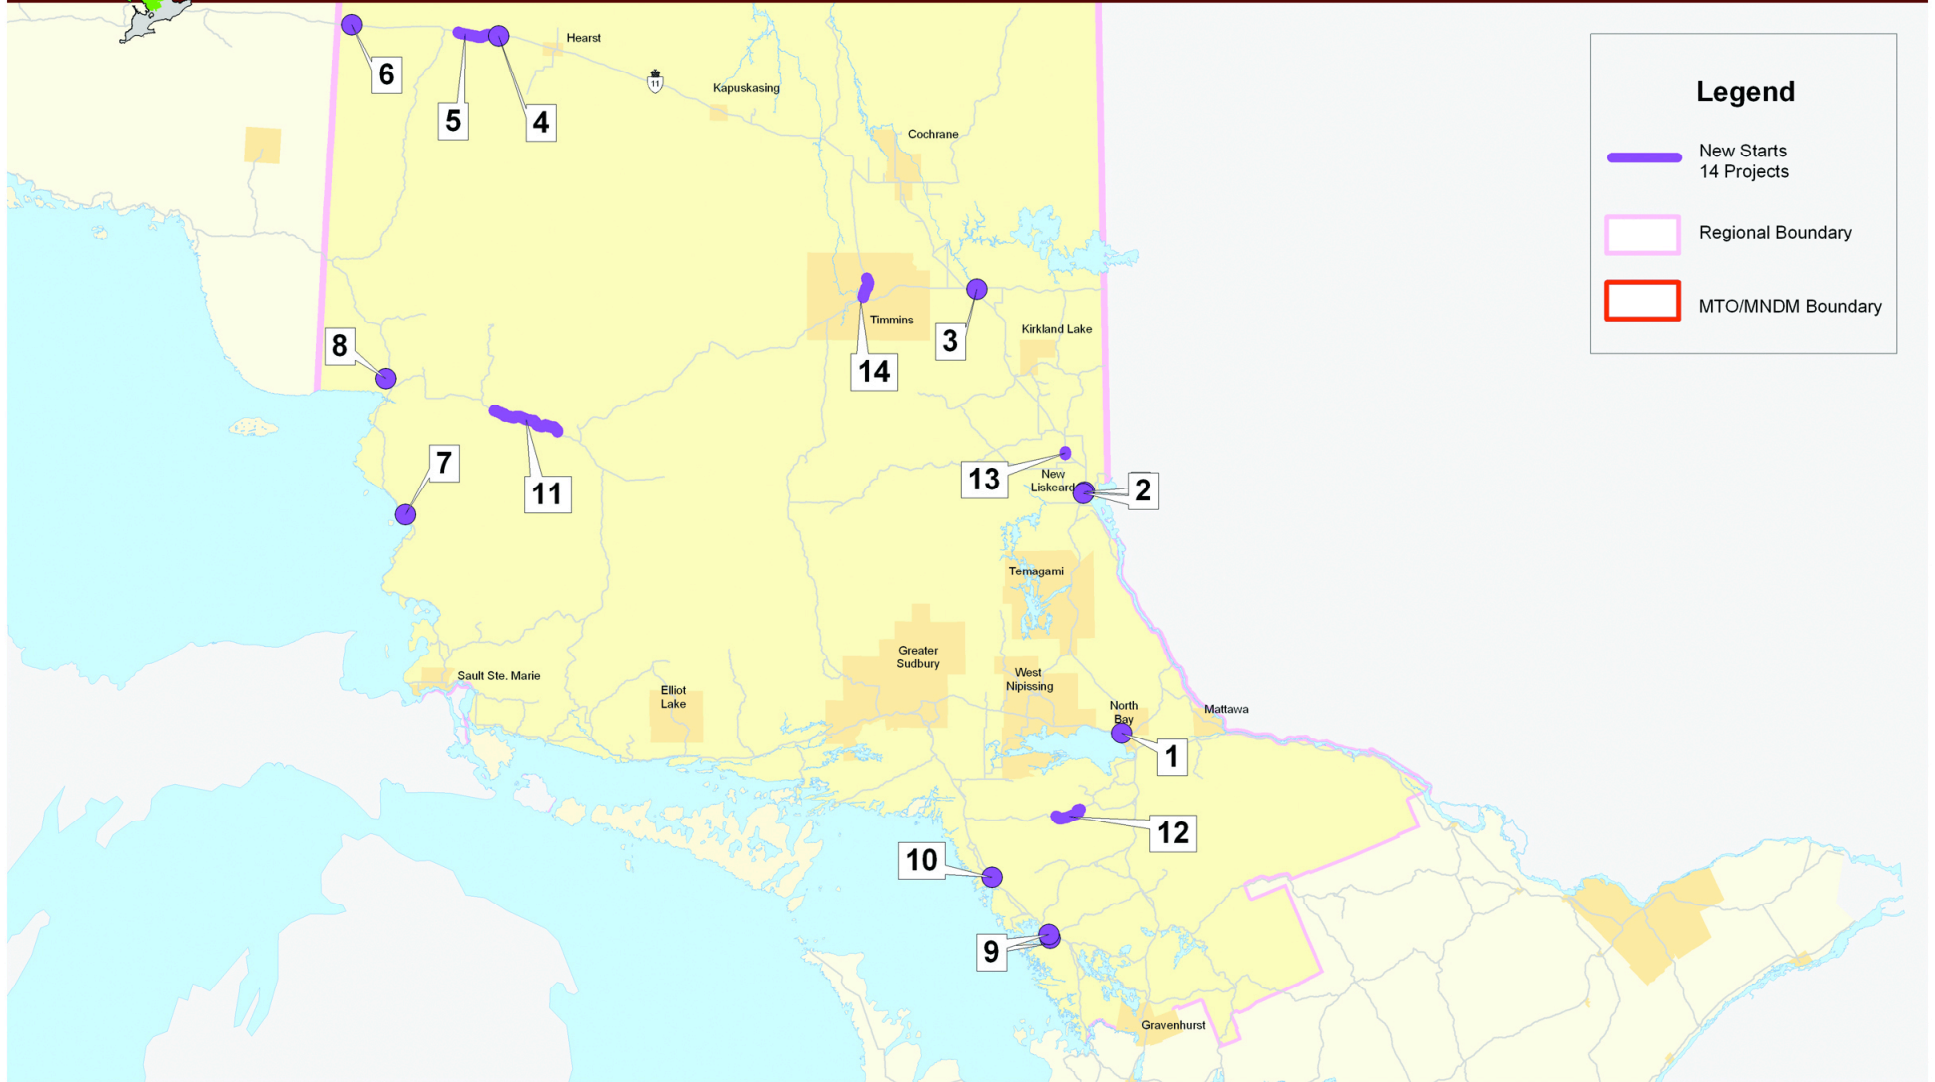 Hearst
6
11
Kapuskasing
5
4
Cochrane
Legend
New Starts
14 Projects
Regional Boundary
MTO/MNDM Boundary
Timmins
Kirkland Lake
3
8
14
7
13
New
Liskeard
2
11
Temagami
Greater
Sudbury
West
Nipissing
Sault Ste. Marie
Elliot
Lake
North
Bay
Mattawa
1
12
10
9
Gravenhurst